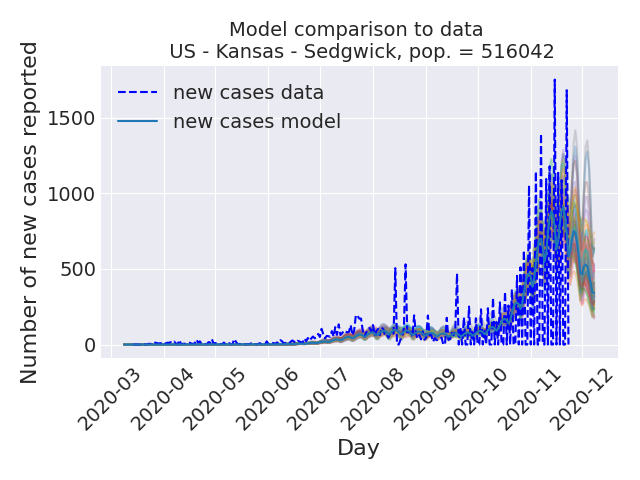 Model comparison to data
US - Kansas - Sedgwick, pop. = 516042
new cases data
new cases model
Number of new cases reported
1500
1000
500
0
2020-03
2020-04
2020-05
2020-06
2020-07
2020-08
2020-09
2020-10
2020-11
2020-12
Day